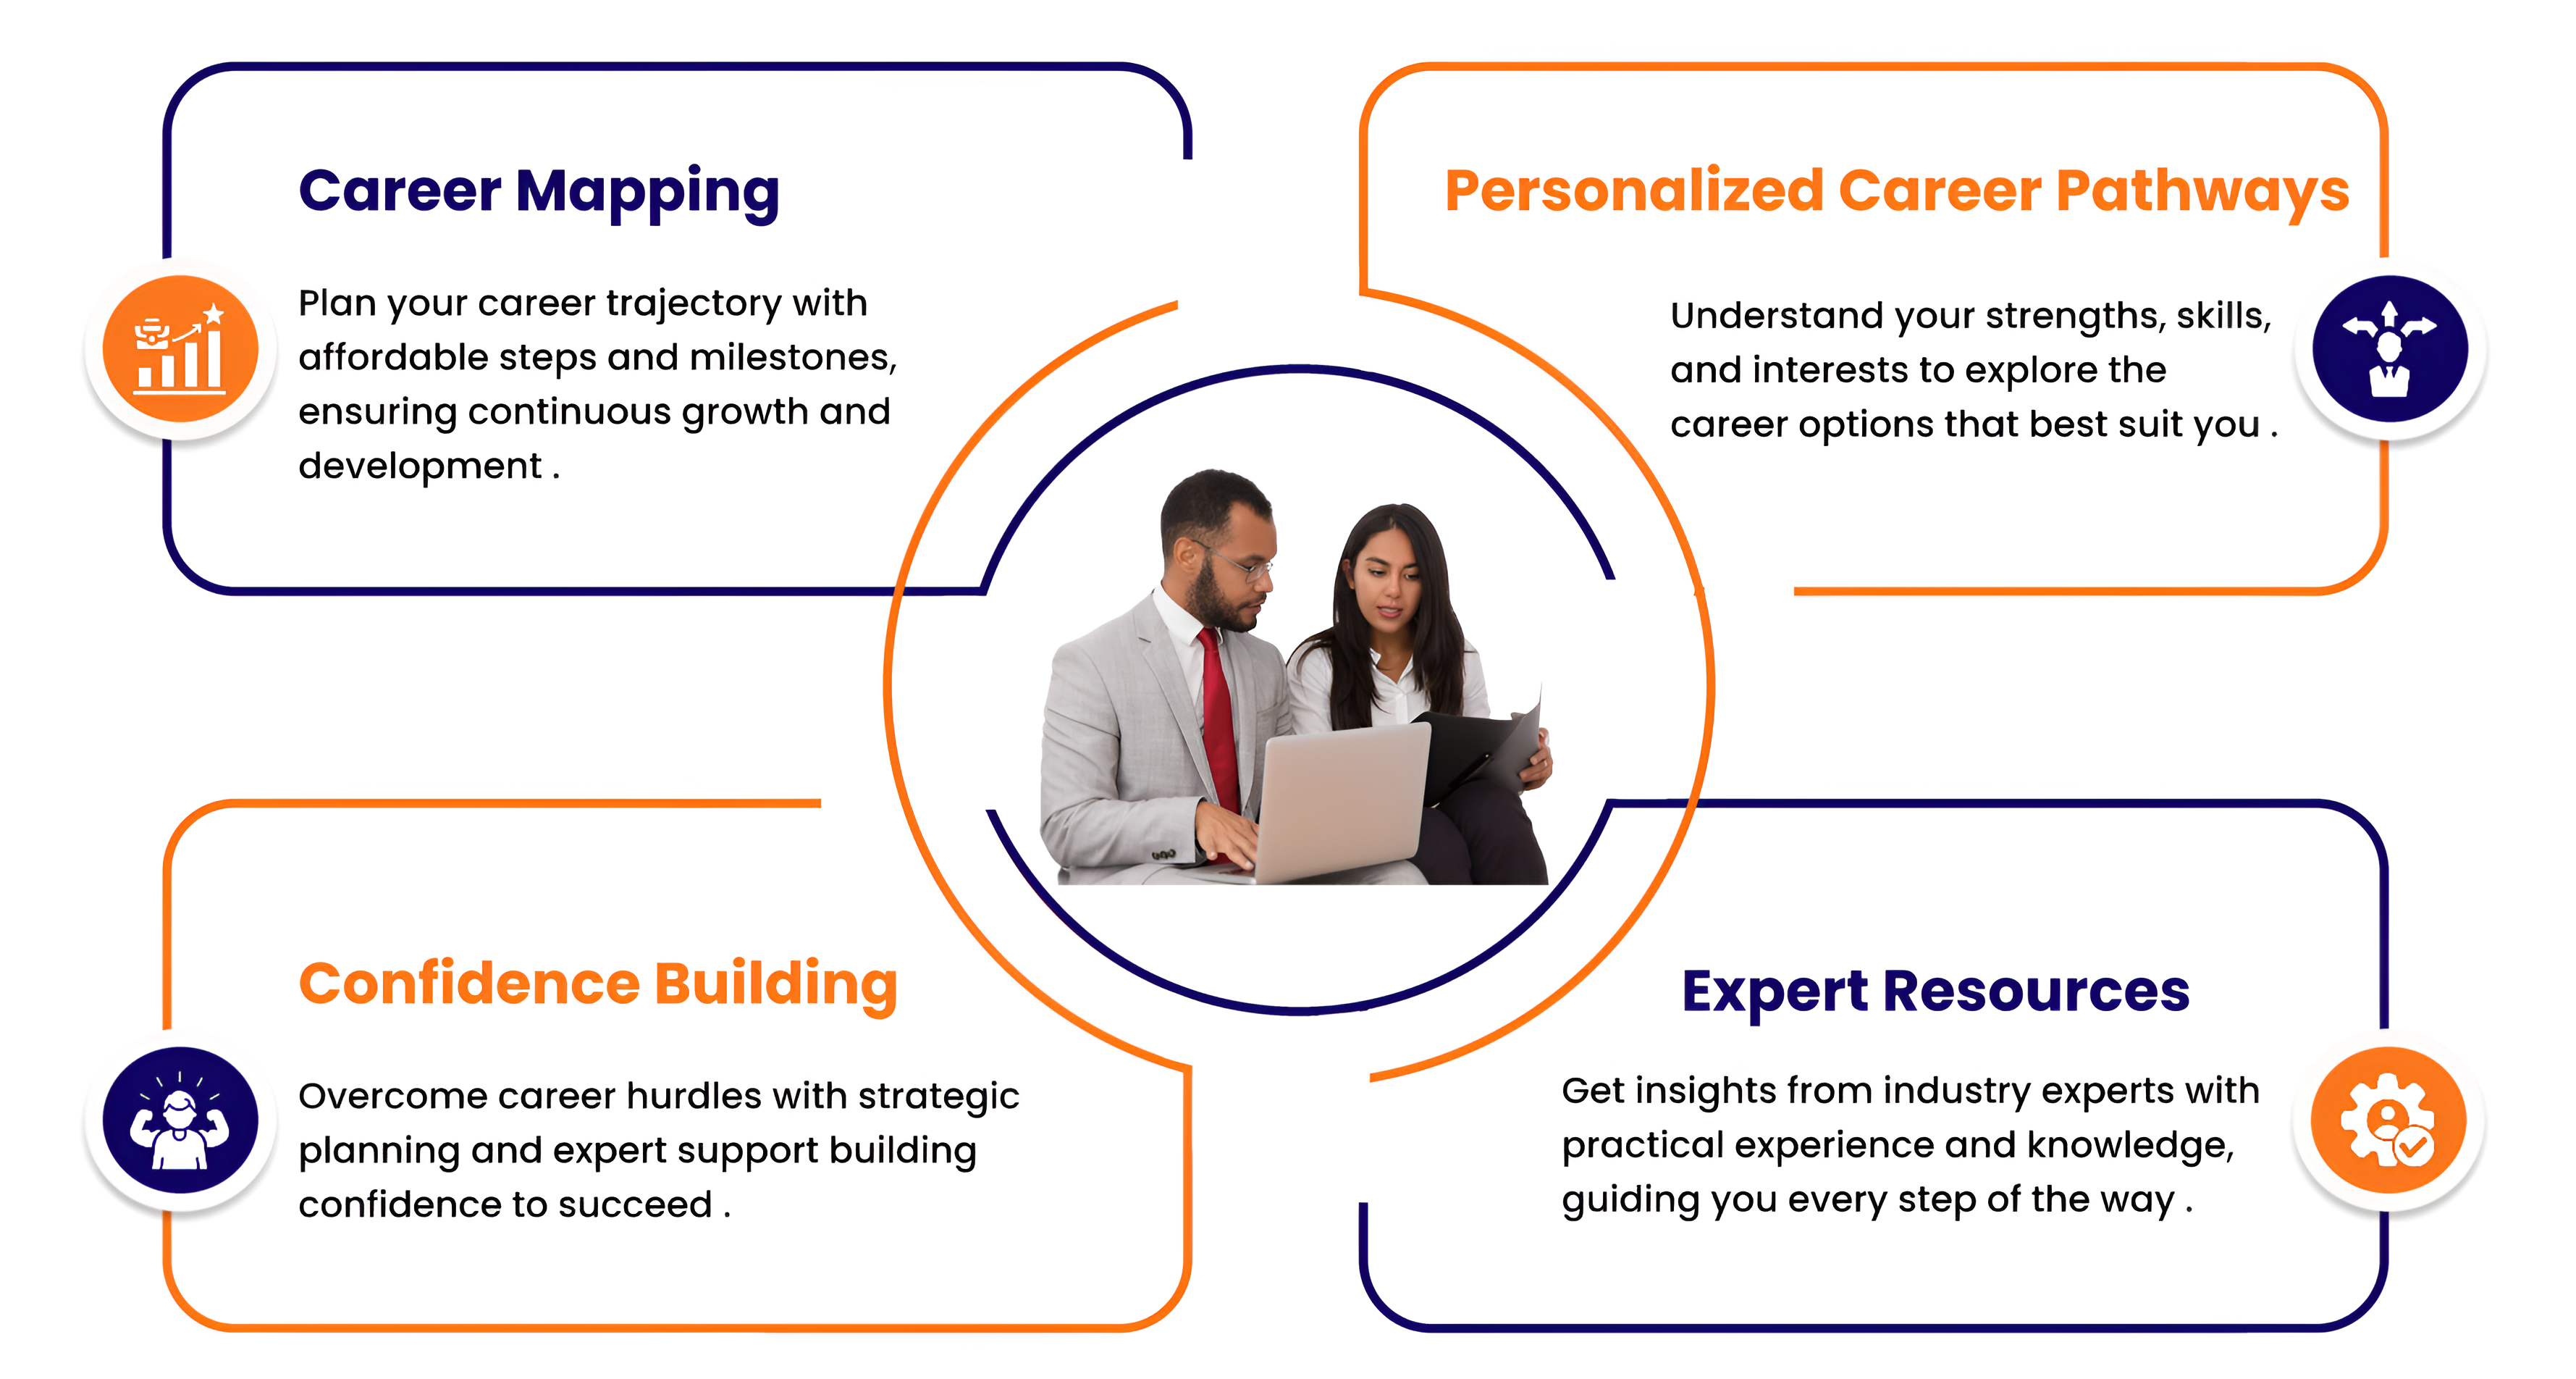 Career Mapping
Plan your career trajectory with
affordable steps and milestones,
ensuring continuous growth and
development .
Personalized Career Pathways
Understand your strengths, skills,
and interests to explore the
career options that best suit you .
Confidence Building
Overcome career hurdles with strategic
planning and expert support building
confidence to succeed .
Expert Resources
Get insights from industry experts with
practical experience and knowledge,
guiding you every step of the way .